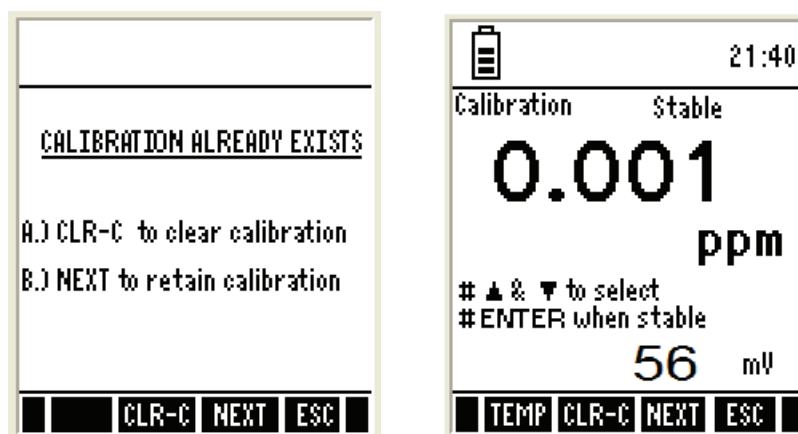 CALIBRATION ALREADY EXISTS
A.) CLR-C to clear calibration
B.) NEXT to retain calibration
CLR-C NEXT ESC
21:40
Calibration Stable
0.001
ppm
# ▲ & ▼ to select
# ENTER when stable
56 mV
TEMP CLR-C NEXT ESC